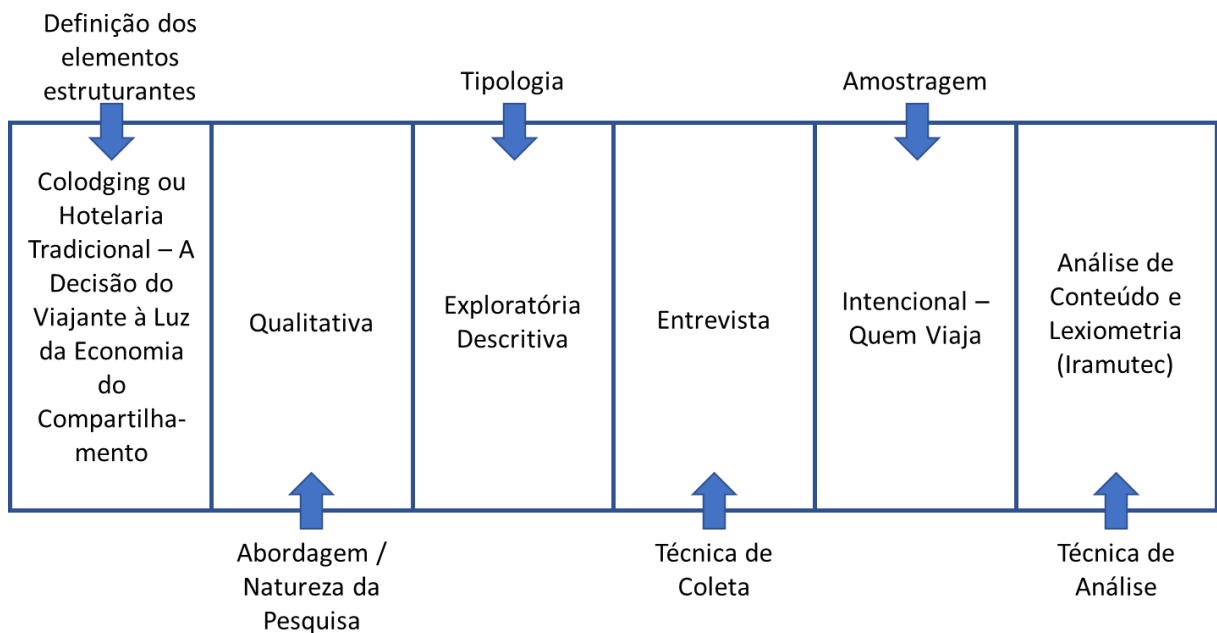 Definição dos
elementos
estruturantes
Tipologia
Amostragem
Colodging ou
Hotelaria
Tradicional – A
Decisão do
Viajante à Luz
da Economia
do
Compartilha-
mento
Qualitativa
Exploratória
Descritiva
Entrevista
Intencional –
Quem Viaja
Análise de
Conteúdo e
Lexiometria
(Iramutec)
Abordagem /
Natureza da
Pesquisa
Técnica de
Coleta
Técnica de
Análise